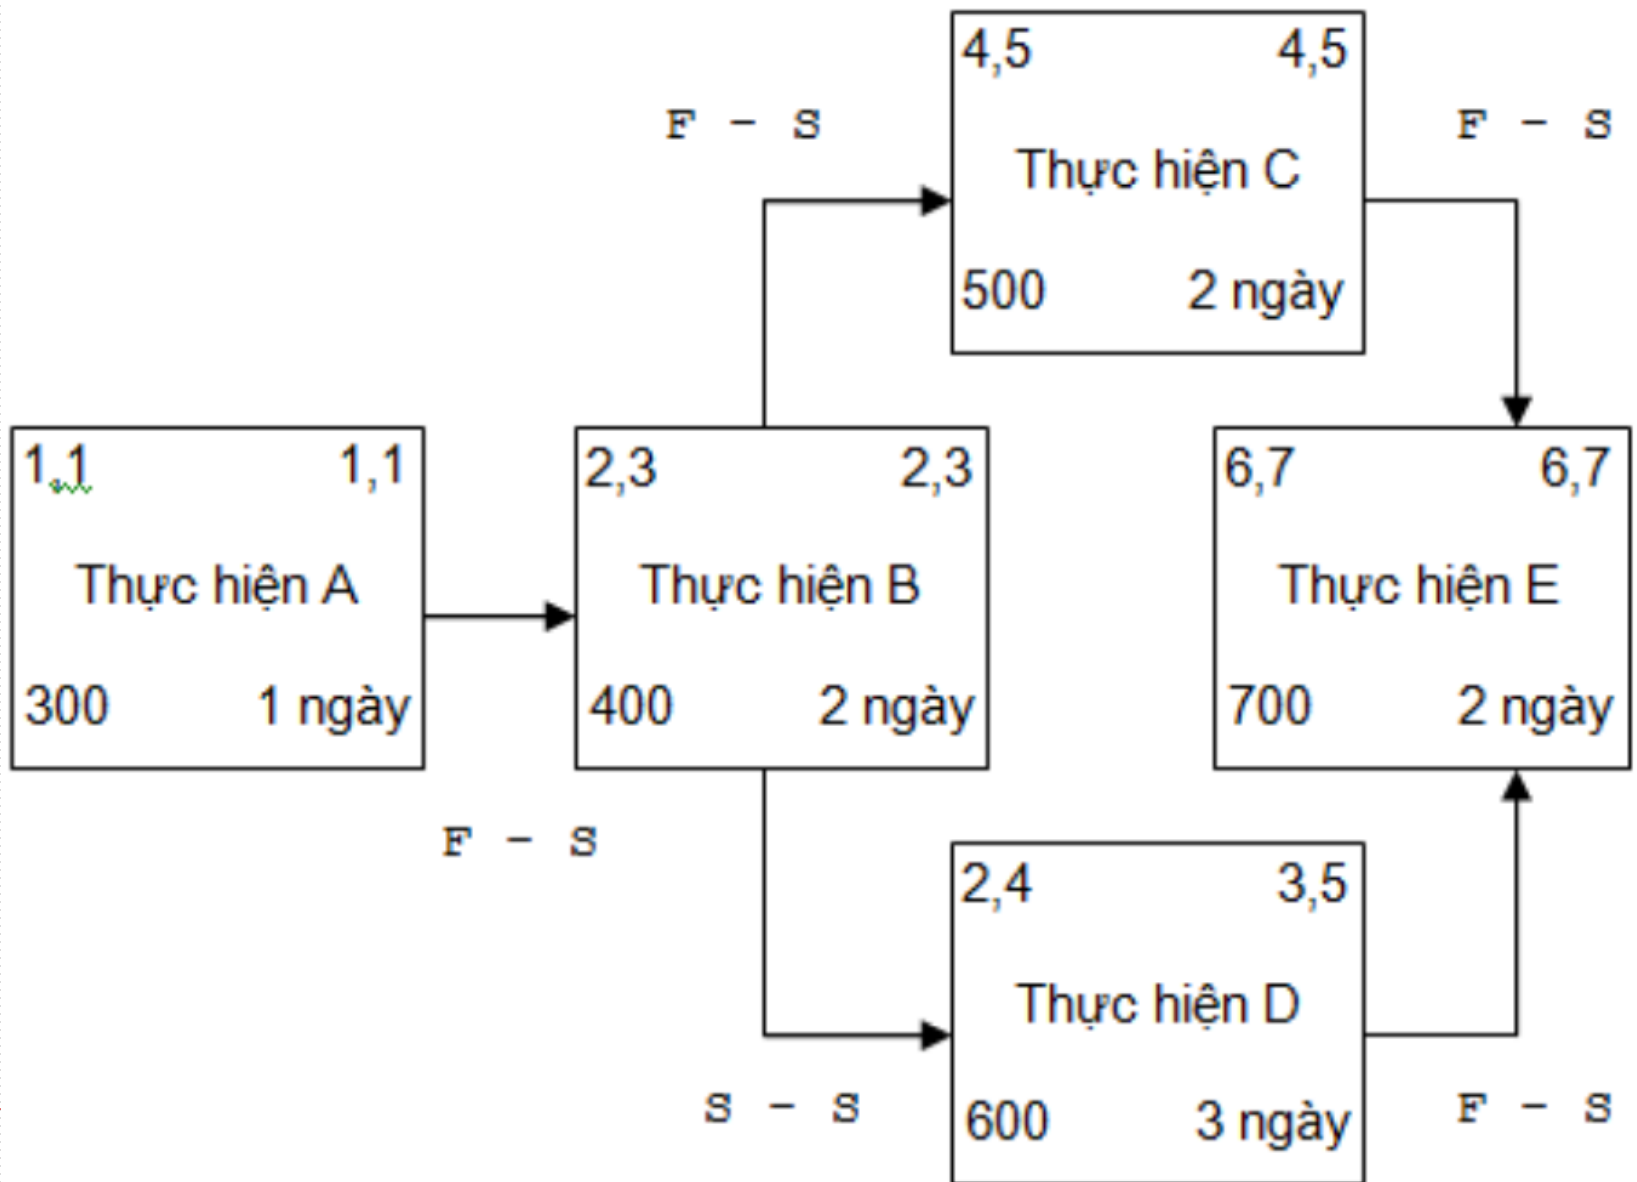 4,5 4,5
F - S
F - S
Thực hiện C
500 2 ngày
1,1 1,1
2,3 2,3
6,7 6,7
Thực hiện A
Thực hiện B
Thực hiện E
300 1 ngày
400 2 ngày
700 2 ngày
F - S
2,4 3,5
Thực hiện D
S - S
600 3 ngày
F - S